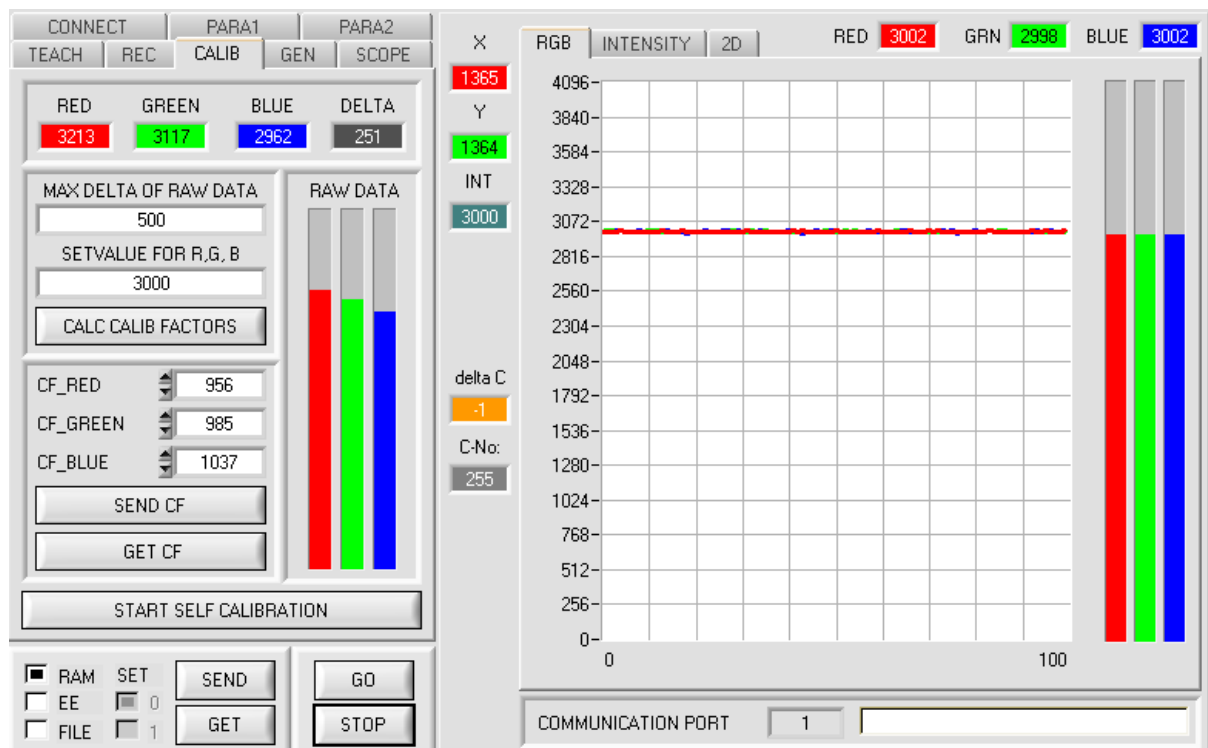 CONNECT PARA1 PARA2
TEACH REC CALIB GEN SCOPE
RED GREEN BLUE DELTA
3213 3117 2962 251
MAX DELTA OF RAW DATA
500
SETVALUE FOR R,G, B
3000
CALC CALIB FACTORS
RAW DATA
CF_RED 956
CF_GREEN 985
CF_BLUE 1037
SEND CF
GET CF
START SELF CALIBRATION
RAM SET
EE 0
FILE 1
SEND
GET
GO
STOP
X
1365
Y
1364
INT
3000
delta C
-1
C-No:
255
RGB INTENSITY 2D
RED 3002 GRN 2998 BLUE 3002
4096
3840
3584
3328
3072
2816
2560
2304
2048
1792
1536
1280
1024
768
512
256
0
0 100
COMMUNICATION PORT 1